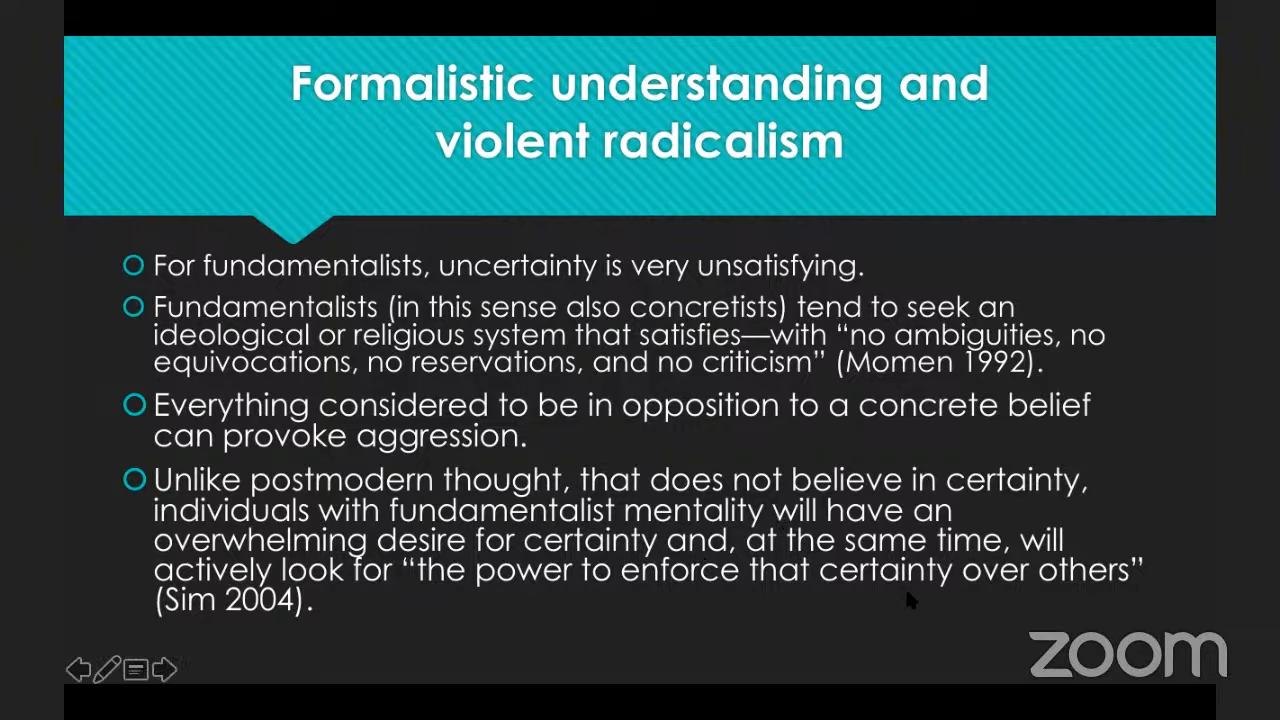 Formalistic understanding and
violent radicalism
For fundamentalists, uncertainty is very unsatisfying.
Fundamentalists (in this sense also concretists) tend to seek an
ideological or religious system that satisfies—with “no ambiguities, no
equivocations, no reservations, and no criticism” (Momen 1992).
Everything considered to be in opposition to a concrete belief
can provoke aggression.
Unlike postmodern thought, that does not believe in certainty,
individuals with fundamentalist mentality will have an
overwhelming desire for certainty and, at the same time, will
actively look for “the power to enforce that certainty over others”
(Sim 2004).
zoom